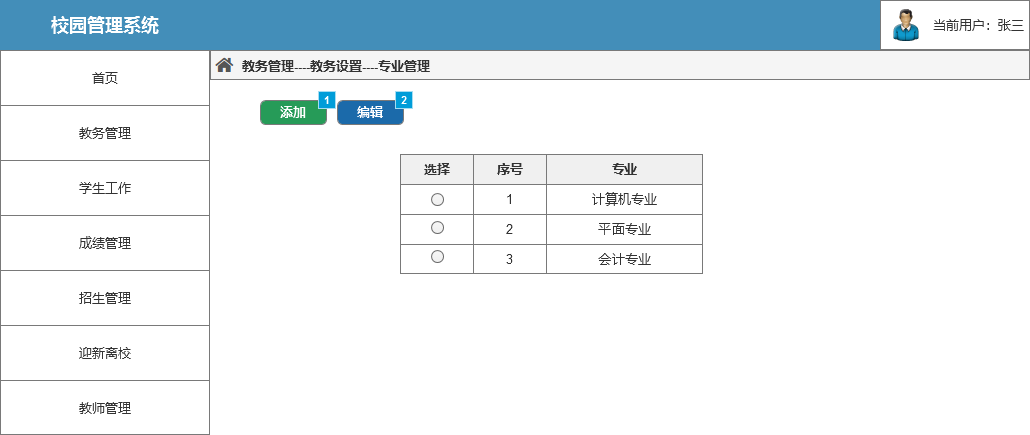 校园管理系统
当前用户：张三
首页
教务管理
学生工作
成绩管理
招生管理
迎新离校
教师管理
教务管理----教务设置----专业管理
添加 1 编辑 2
选择 序号 专业
1 计算机专业
2 平面专业
3 会计专业